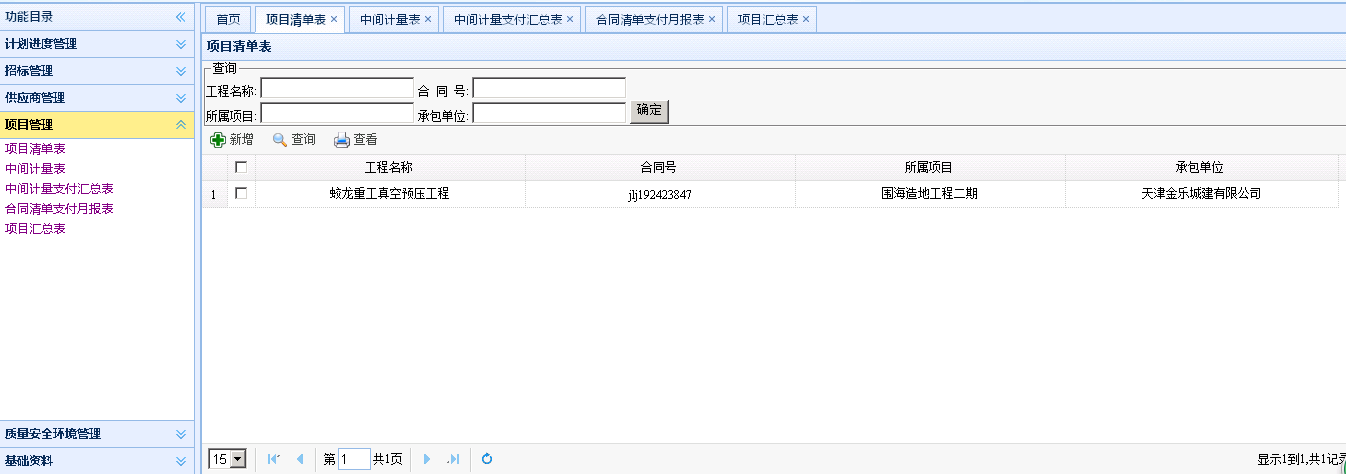 功能目录
计划进度管理
招标管理
供应商管理
项目管理
项目清单表
中间计量表
中间计量支付汇总表
合同清单支付月报表
项目汇总表
质量安全环境管理
基础资料
首页 项目清单表 中间计量表 中间计量支付汇总表 合同清单支付月报表 项目汇总表
项目清单表
查询
工程名称: 合 同 号:
所属项目: 承包单位: 确定
新增 查询 查看
工程名称 合同号 所属项目 承包单位
1 蛟龙重工真空预压工程 jlj192423847 围海造地工程二期 天津金乐城建有限公司
15 第 1 共1页 显示1到1,共1记录